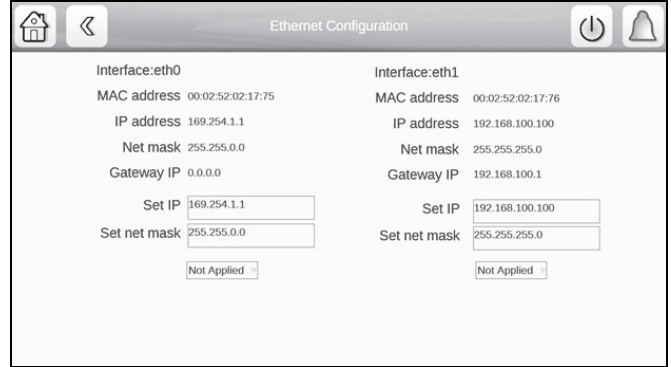 Ethernet Configuration
Interface:eth0
MAC address 00:02:52:02:17:75
IP address 169.254.1.1
Net mask 255.255.0.0
Gateway IP 0.0.0.0
Set IP 169.254.1.1
Set net mask 255.255.0.0
Not Applied
Interface:eth1
MAC address 00:02:52:02:17:76
IP address 192.168.100.100
Net mask 255.255.255.0
Gateway IP 192.168.100.1
Set IP 192.168.100.100
Set net mask 255.255.255.0
Not Applied